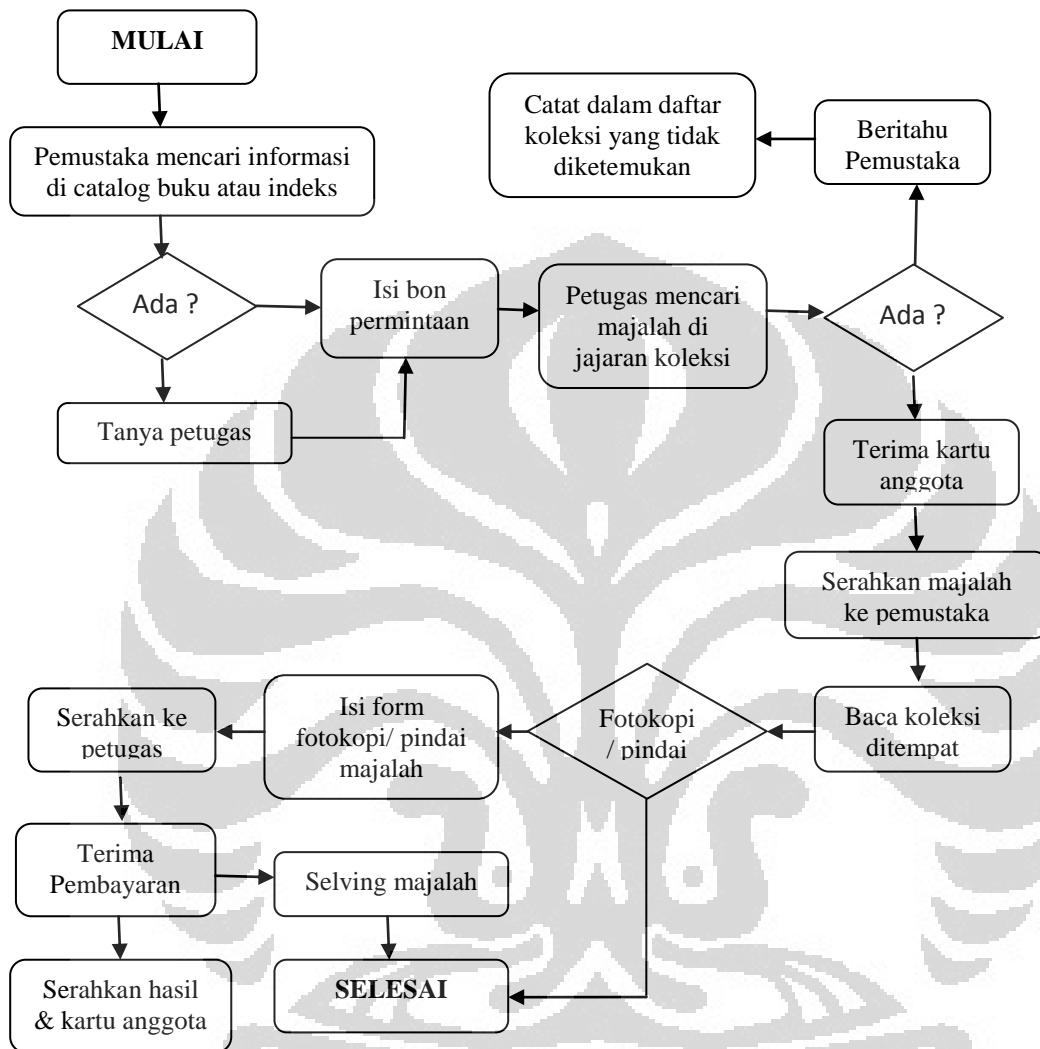 MULAI
Pemustaka mencari informasi
di catalog buku atau indeks
Ada ?
Tanya petugas
Isi bon
permintaan
Petugas mencari
majalah di
jajaran koleksi
Ada ?
Beritahu
Pemustaka
Catat dalam daftar
koleksi yang tidak
diketemukan
Terima kartu
anggota
Serahkan majalah
ke pemustaka
Baca koleksi
ditempat
Fotokopi
/ pindai
Isi form
fotokopi/ pindai
majalah
Serahkan ke
petugas
Terima
Pembayaran
Selving majalah
Serahkan hasil
& kartu anggota
SELESAI